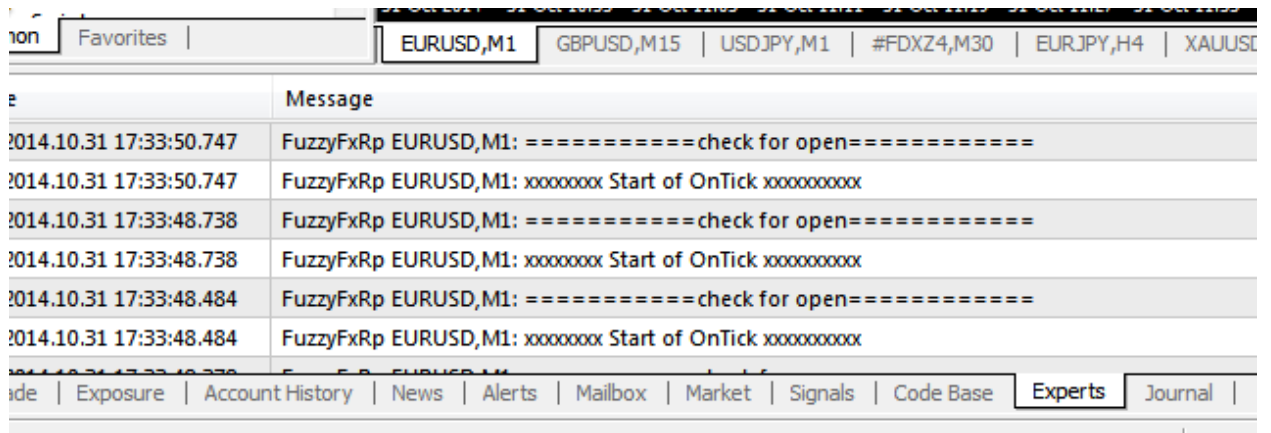 Favorites |
EURUSD,M1 GBPUSD,M15 | USDJPY,M1 | #FDXZ4,M30 | EURJPY,H4 | XAUUSD
Message
2014.10.31 17:33:50.747 FuzzyFxRp EURUSD,M1: ===========check for open============
2014.10.31 17:33:50.747 FuzzyFxRp EURUSD,M1: xxxxxxxx Start of OnTick xxxxxxxxxx
2014.10.31 17:33:48.738 FuzzyFxRp EURUSD,M1: ===========check for open============
2014.10.31 17:33:48.738 FuzzyFxRp EURUSD,M1: xxxxxxxx Start of OnTick xxxxxxxxxx
2014.10.31 17:33:48.484 FuzzyFxRp EURUSD,M1: ===========check for open============
2014.10.31 17:33:48.484 FuzzyFxRp EURUSD,M1: xxxxxxxx Start of OnTick xxxxxxxxxx
| Exposure | Account History | News | Alerts | Mailbox | Market | Signals | Code Base Experts Journal |